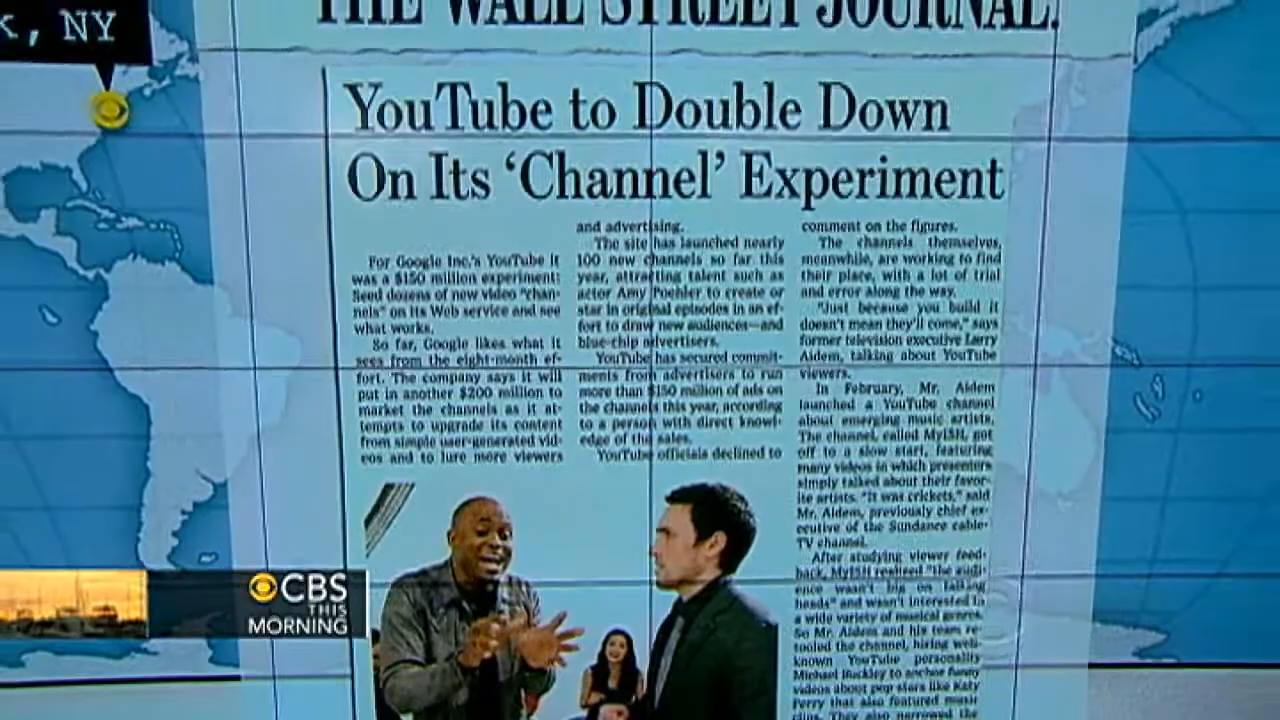 K, NY
THE WALL STREET JOURNAL.
YouTube to Double Down
On Its ‘Channel’ Experiment
For Google Inc.'s YouTube it
was a $150 million experiment:
Seed dozens of new video "chan-
nels" on its Web service and see
what works.
So far, Google likes what it
sees from the eight-month ef-
fort. The company says it will
put in another $200 million to
market the channels as it at-
tempts to upgrade its content
from simple user-generated vid-
eos and to lure more viewers
and advertising.
The site has launched nearly
100 new channels so far this
year, attracting talent such as
actor Amy Poehler to create or
star in original episodes in an ef-
fort to draw new audiences—and
blue-chip advertisers.
YouTube has secured commit-
ments from advertisers to run
more than $150 million of ads on
the channels this year, according
to a person with direct knowl-
edge of the sales.
YouTube officials declined to
comment on the figures.
The channels themselves,
meanwhile, are working to find
their place, with a lot of trial
and error along the way.
"Just because you build it
doesn't mean they'll come," says
former television executive Larry
Aidem, talking about YouTube
viewers.
In February, Mr. Aidem
launched a YouTube channel
about emerging music artists.
The channel, called MyISH, got
off to a slow start, featuring
many videos in which presenters
simply talked about their favor-
ite artists. "It was crickets," said
Mr. Aidem, previously chief ex-
ecutive of the Sundance cable-
TV channel.
After studying viewer feed-
back, MyISH realized "the audi-
ence wasn't big on talking
heads" and wasn't interested in
a wide variety of musical genres.
So Mr. Aidem and his team re-
tooled the channel, hiring well-
known YouTube personality
Michael Buckley to anchor funny
videos about pop stars like Katy
Perry that also featured music
clips. They also narrowed the
CBS
THIS
MORNING